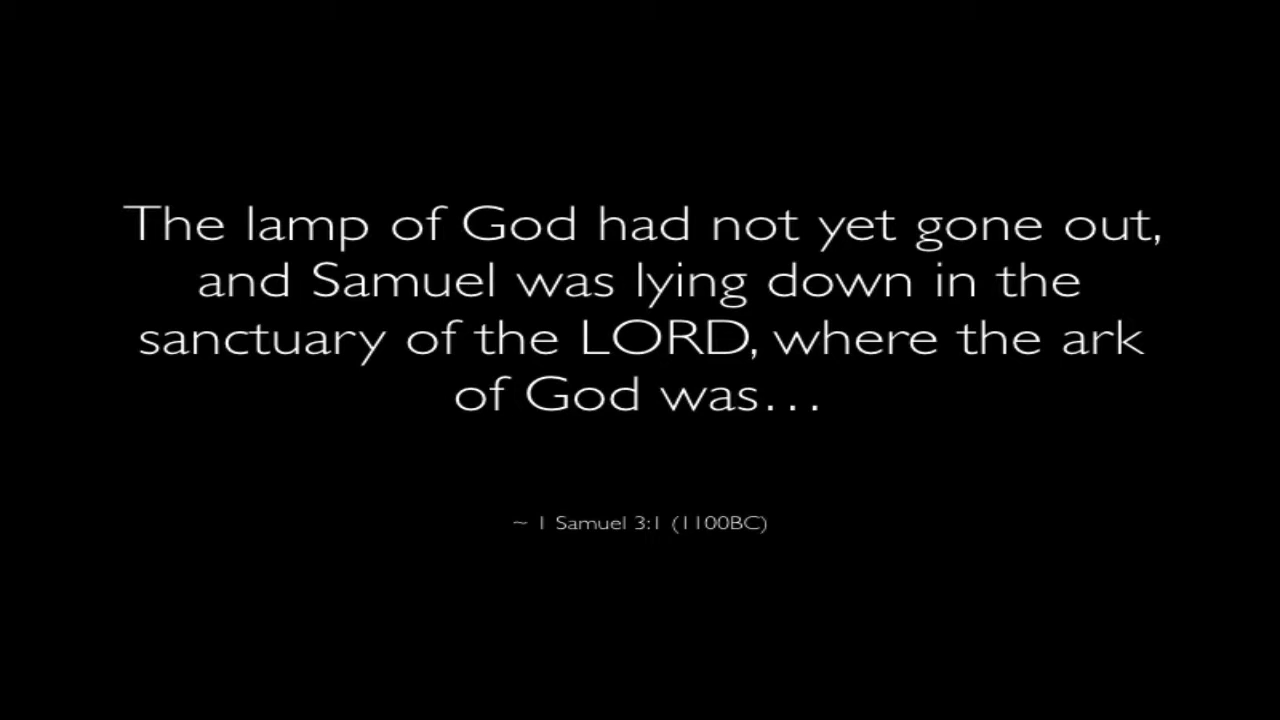 The lamp of God had not yet gone out,
and Samuel was lying down in the
sanctuary of the LORD, where the ark
of God was…
~ 1 Samuel 3:1 (1100BC)